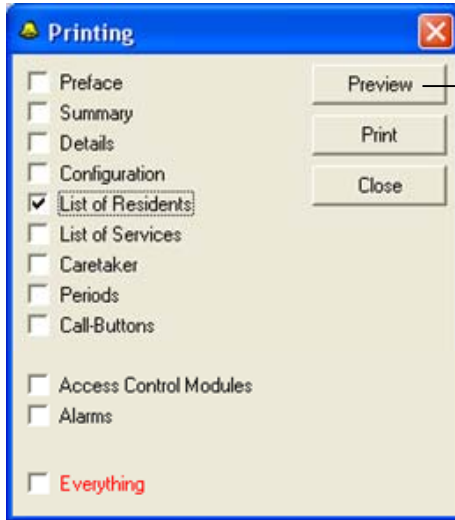 Printing
Preface
Preview
Summary
Details
Print
Configuration
List of Residents
Close
List of Services
Caretaker
Periods
Call-Buttons
Access Control Modules
Alarms
Everything